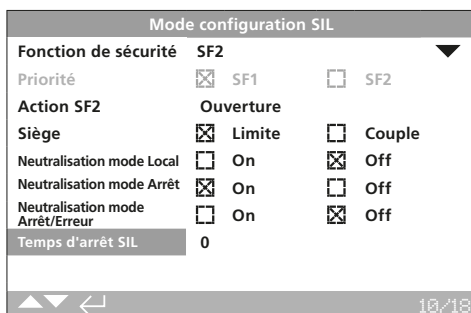 Mode configuration SIL
Fonction de sécurité SF2
Priorité SF1 SF2
Action SF2 Ouverture
Siège Limite Couple
Neutralisation mode Local On Off
Neutralisation mode Arrêt On Off
Neutralisation mode
Arrêt/Erreur On Off
Temps d'arrêt SIL 0
10/18